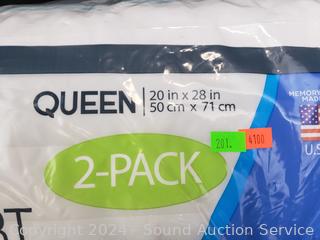 QUEEN
20 in x 28 in
50 cm x 71 cm
MEMORY
MADE
U.S
2-PACK
201.
4100
RT
Copyright © 2024 - Sound Auction Service